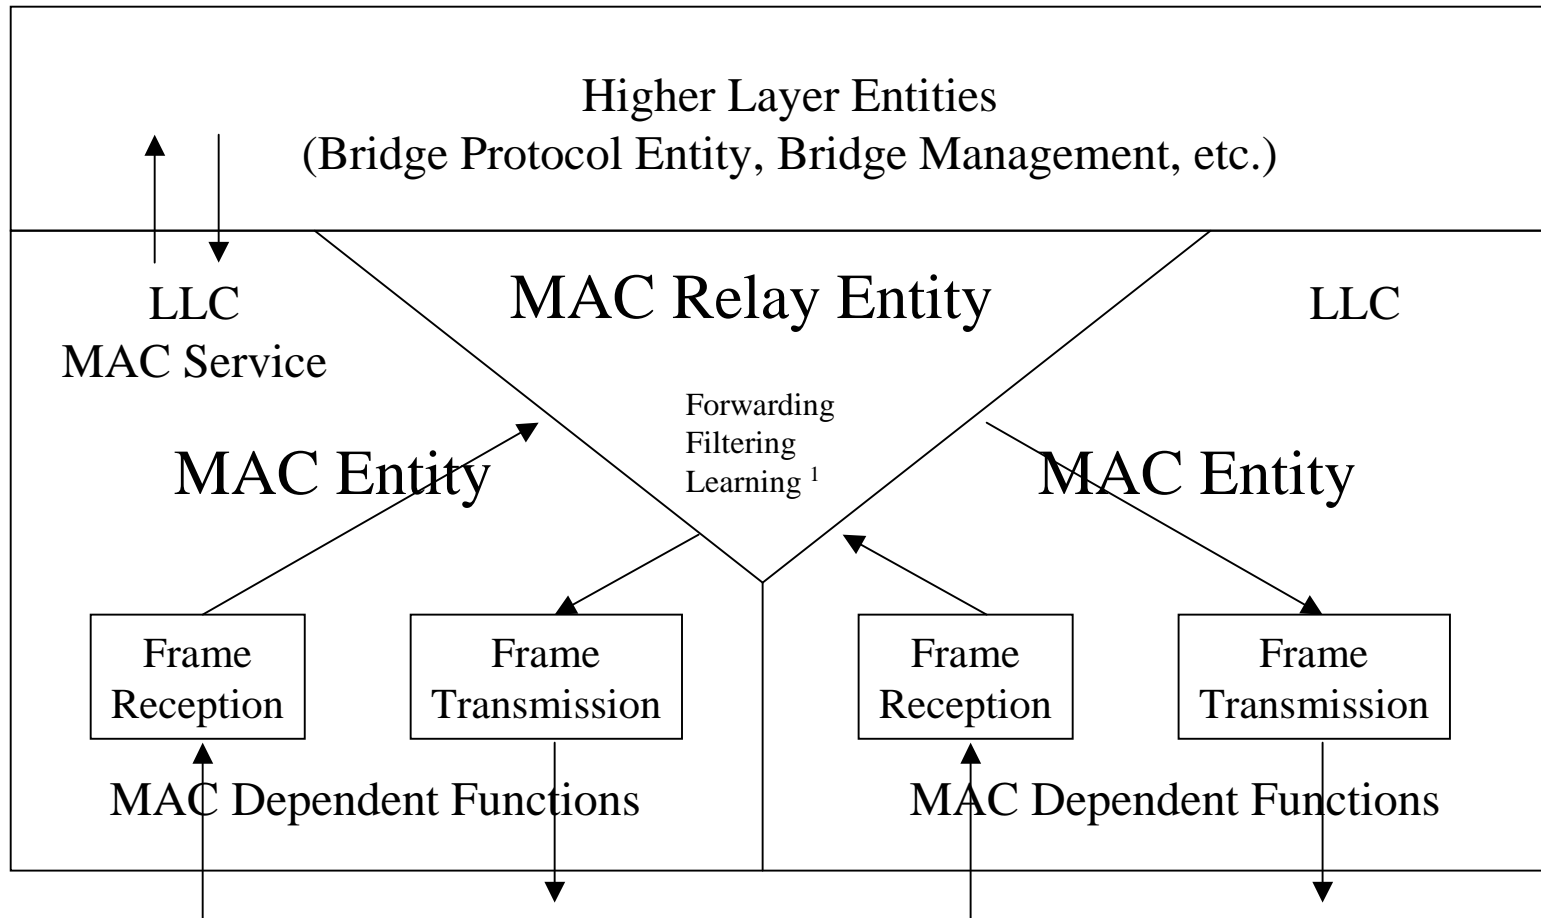 Higher Layer Entities
(Bridge Protocol Entity, Bridge Management, etc.)
LLC
MAC Service
MAC Relay Entity
LLC
Forwarding
Filtering
Learning ¹
MAC Entity
MAC Entity
Frame
Reception
Frame
Transmission
Frame
Reception
Frame
Transmission
MAC Dependent Functions
MAC Dependent Functions